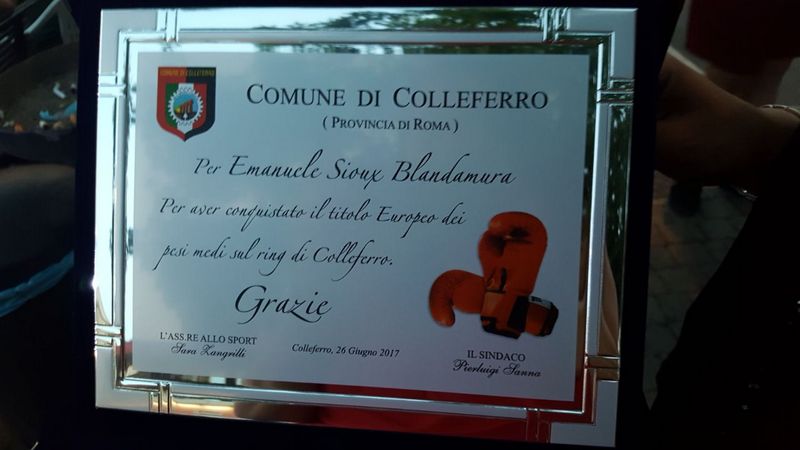 COMUNE DI COLLEFERRO
COMUNE DI COLLEFERRO
( PROVINCIA DI ROMA )
Per Emanuele Sioux Blandamura
Per aver conquistato il titolo Europeo dei
pesi medi sul ring di Colleferro.
Grazie
L'ASS.RE ALLO SPORT
Sara Zangrilli
Colleferro, 26 Giugno 2017
IL SINDACO
Pierluigi Sanna